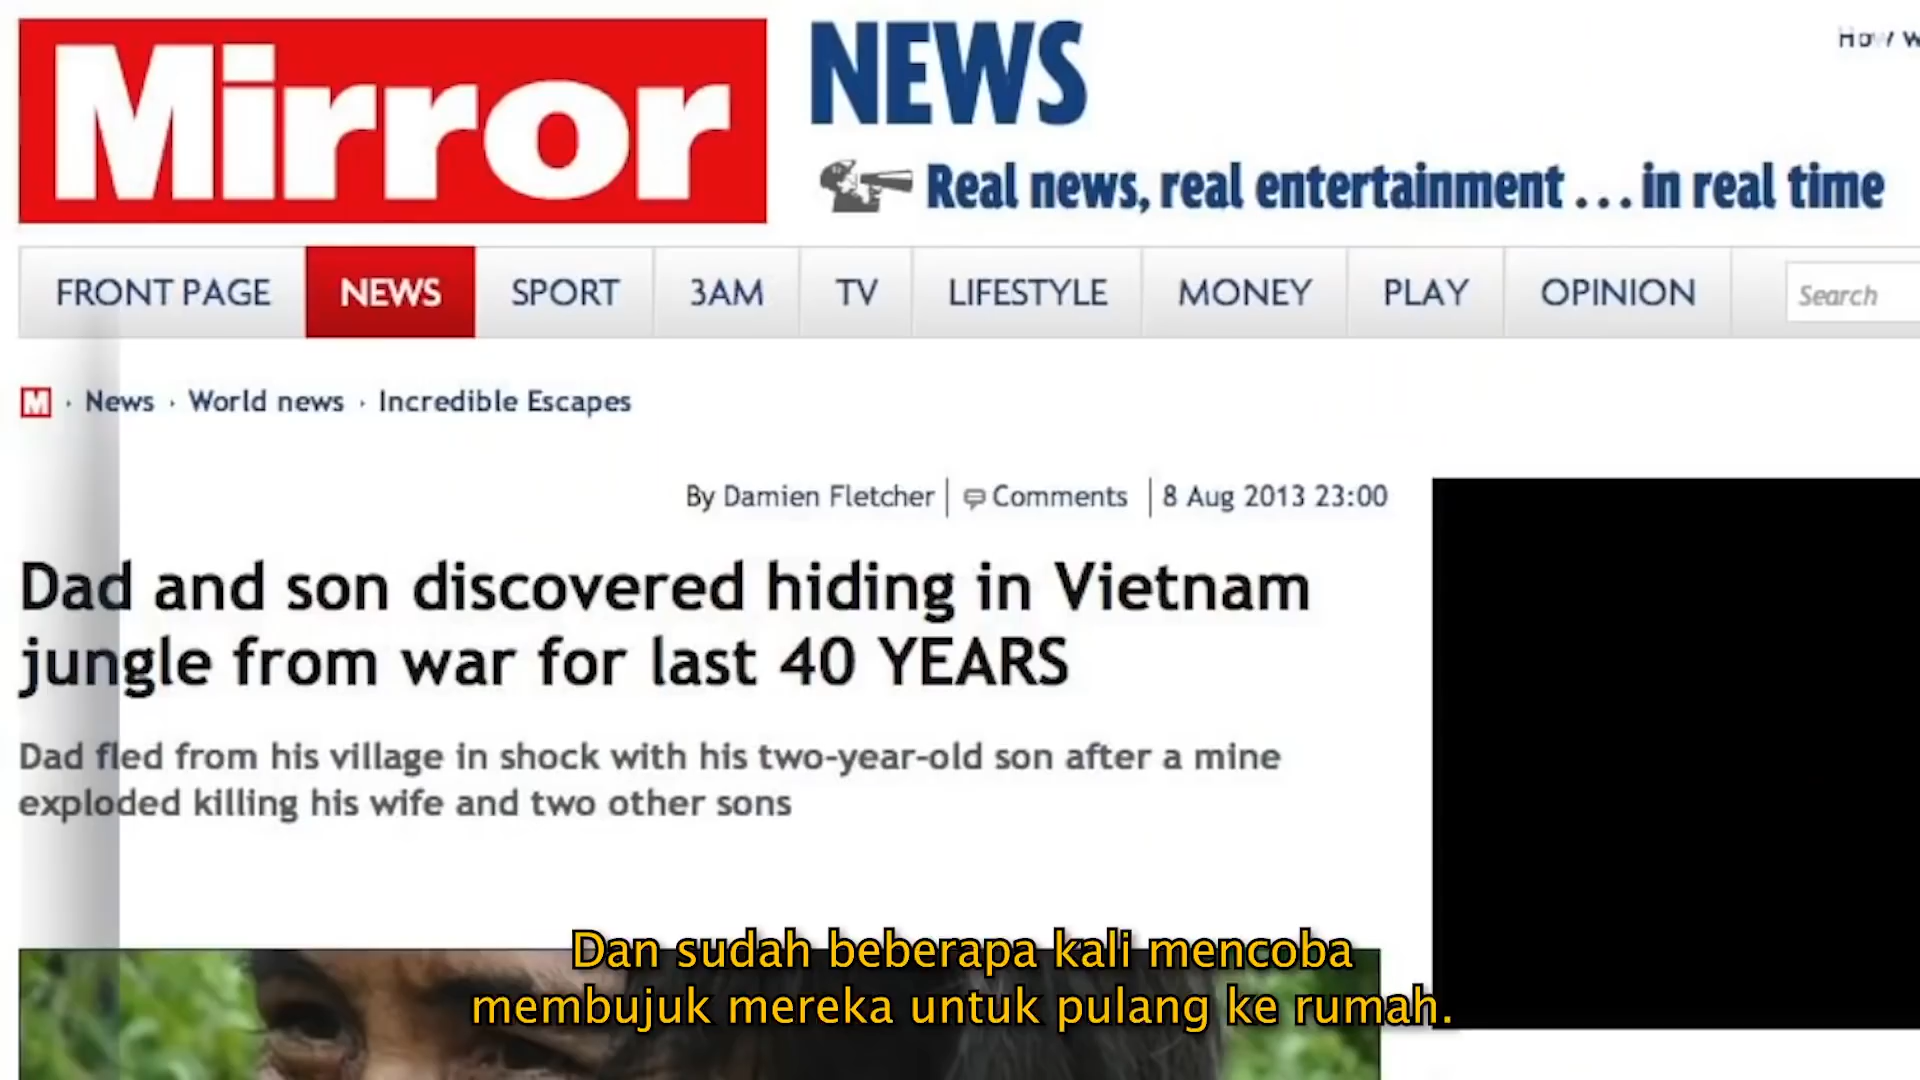 Mirror
NEWS
Real news, real entertainment ... in real time
FRONT PAGE NEWS SPORT 3AM TV LIFESTYLE MONEY PLAY OPINION Search
M · News · World news · Incredible Escapes
By Damien Fletcher | Comments | 8 Aug 2013 23:00
Dad and son discovered hiding in Vietnam
jungle from war for last 40 YEARS
Dad fled from his village in shock with his two-year-old son after a mine
exploded killing his wife and two other sons
Dan sudah beberapa kali mencoba
membujuk mereka untuk pulang ke rumah.